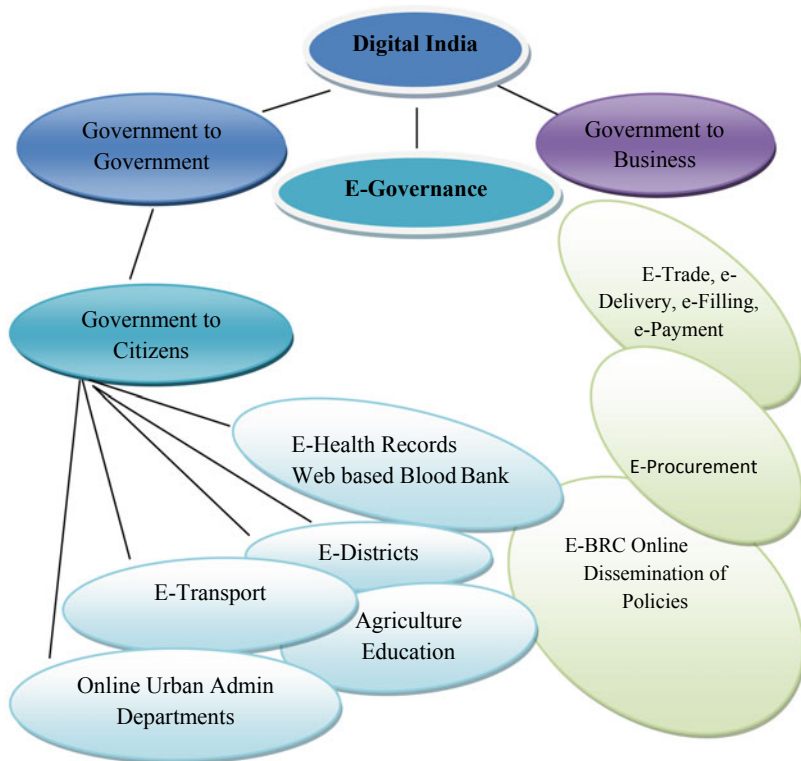 Digital India
Government to
Government
Government to
Business
E-Governance
E-Trade, e-
Delivery, e-Filling,
e-Payment
Government to
Citizens
E-Health Records
Web based Blood Bank
E-Procurement
E-Districts
E-BRC Online
Dissemination of
Policies
E-Transport
Agriculture
Education
Online Urban Admin
Departments